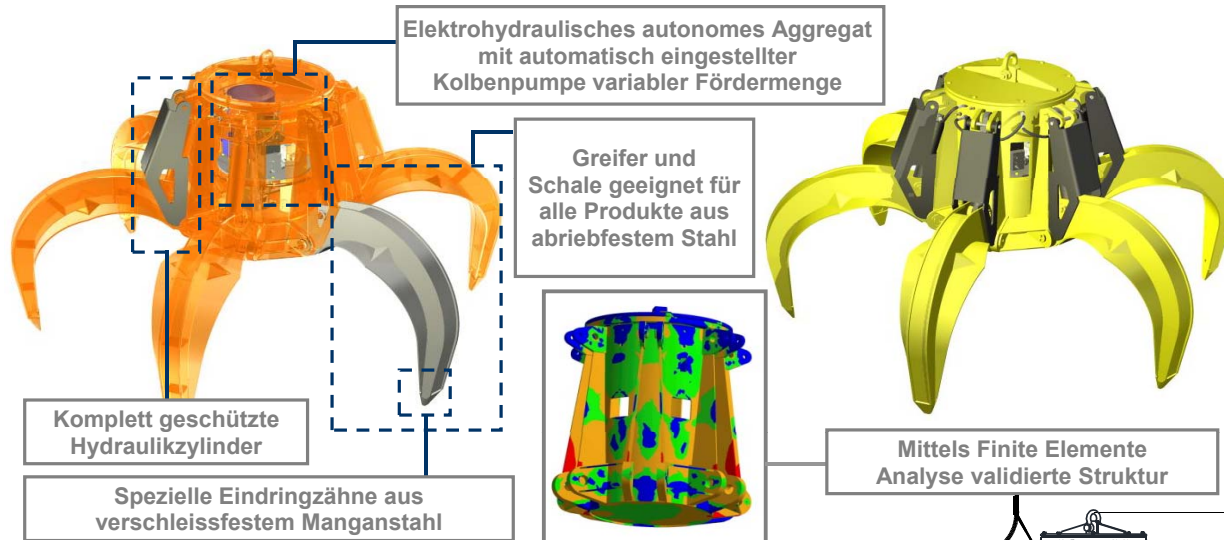 Elektrohydraulisches autonomes Aggregat
mit automatisch eingestellter
Kolbenpumpe variabler Fördermenge
Greifer und
Schale geeignet für
alle Produkte aus
abriebfestem Stahl
Komplett geschützte
Hydraulikzylinder
Mittels Finite Elemente
Analyse validierte Struktur
Spezielle Eindringzähne aus
verschleissfestem Manganstahl